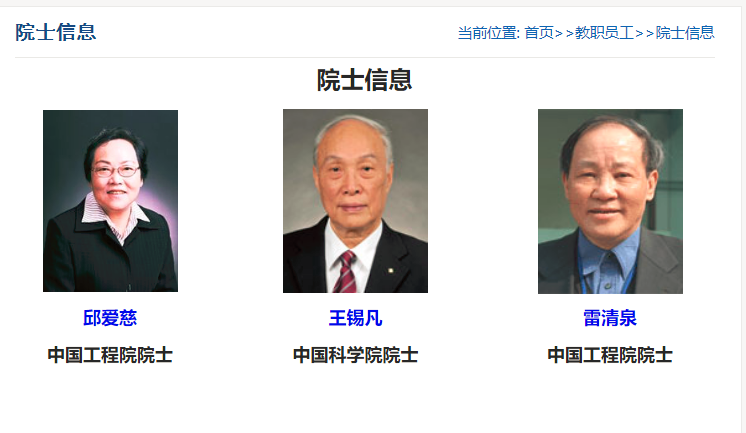 院士信息
当前位置: 首页>>教职员工>>院士信息
院士信息
邱爱慈
王锡凡
雷清泉
中国工程院院士
中国科学院院士
中国工程院院士